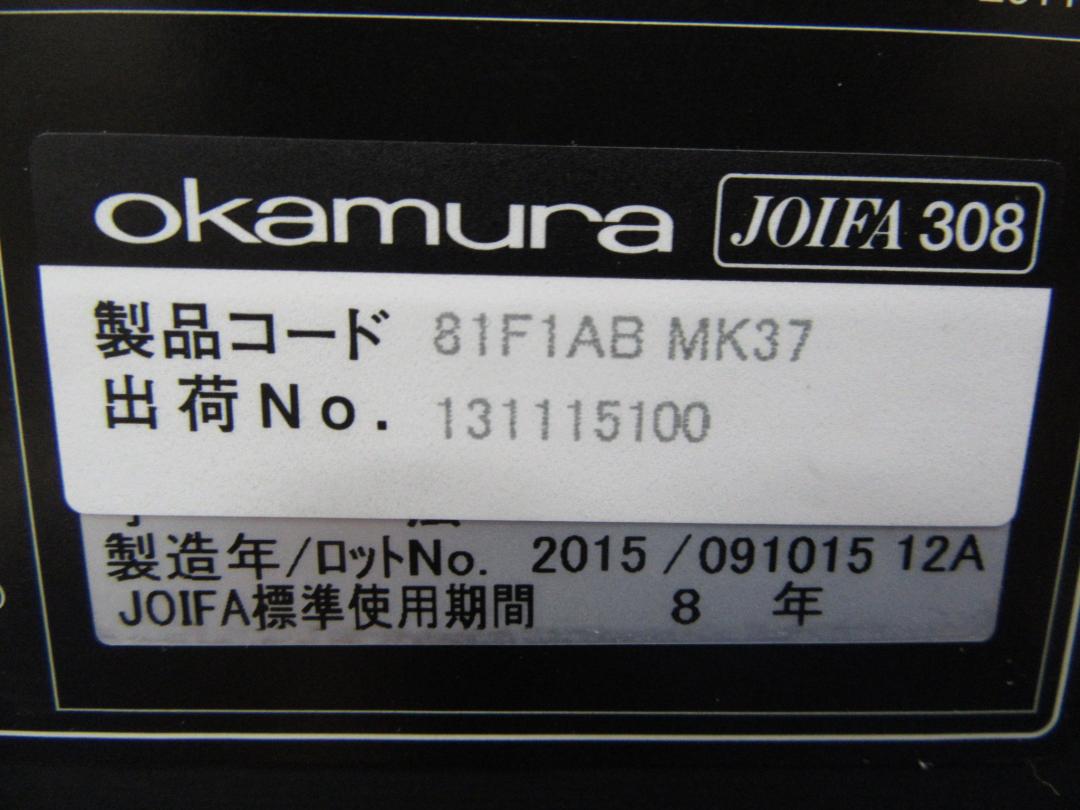 okamura JOIFA 308
製品コード 81F1AB MK37
出荷No. 131115100
製造年/ロットNo. 2015/091015 12A
JOIFA標準使用期間 8 年